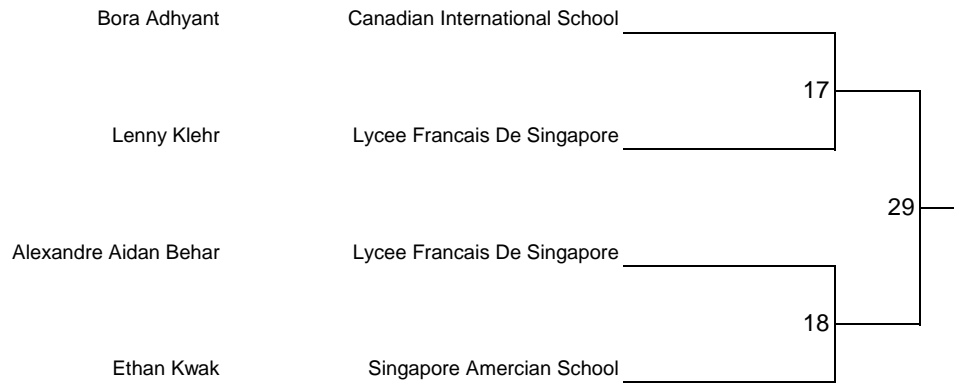 Bora Adhyant Canadian International School
17
Lenny Klehr Lycee Francais De Singapore
29
Alexandre Aidan Behar Lycee Francais De Singapore
18
Ethan Kwak Singapore Amercian School